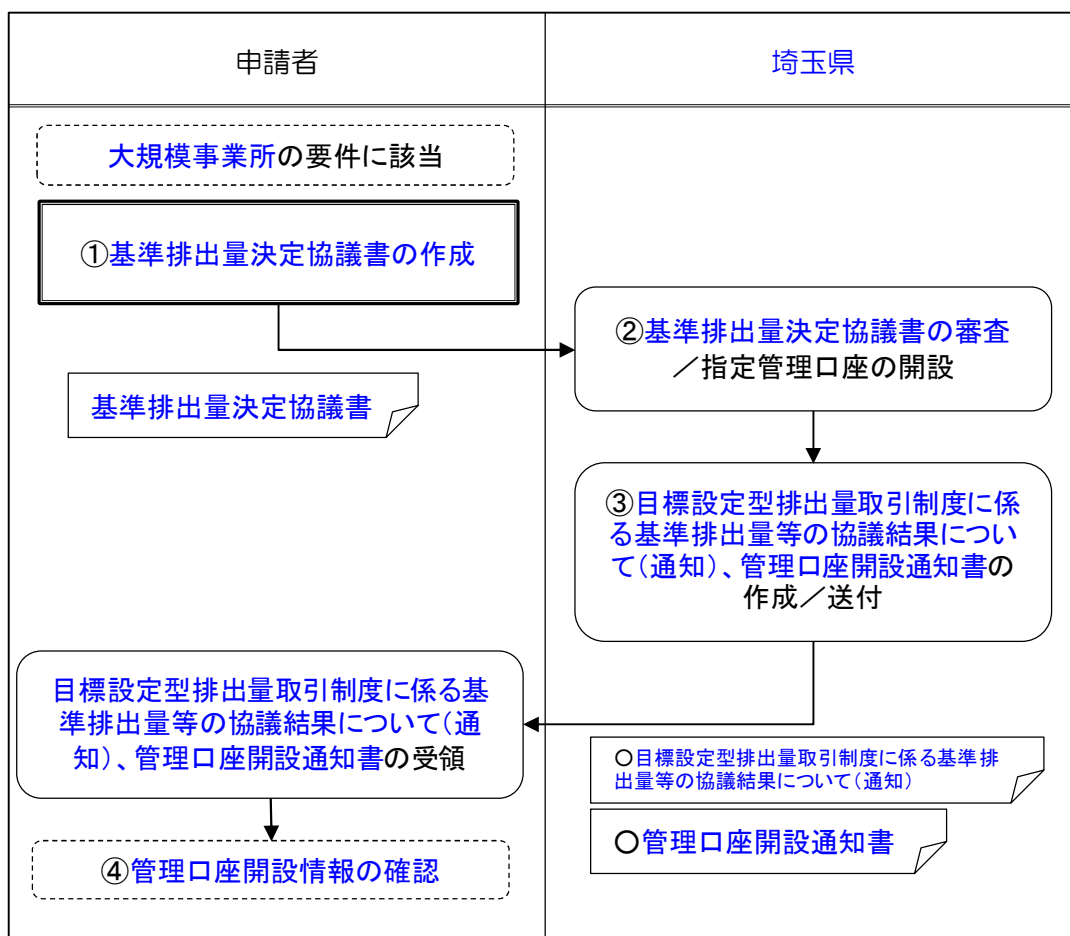 申請者
埼玉県
大規模事業所の要件に該当
①基準排出量決定協議書の作成
②基準排出量決定協議書の審査
／指定管理口座の開設
基準排出量決定協議書
③目標設定型排出量取引制度に係
る基準排出量等の協議結果につい
て(通知)、管理口座開設通知書の
作成／送付
目標設定型排出量取引制度に係る基
準排出量等の協議結果について(通
知)、管理口座開設通知書の受領
○目標設定型排出量取引制度に係る基準排
出量等の協議結果について(通知)
○管理口座開設通知書
④管理口座開設情報の確認